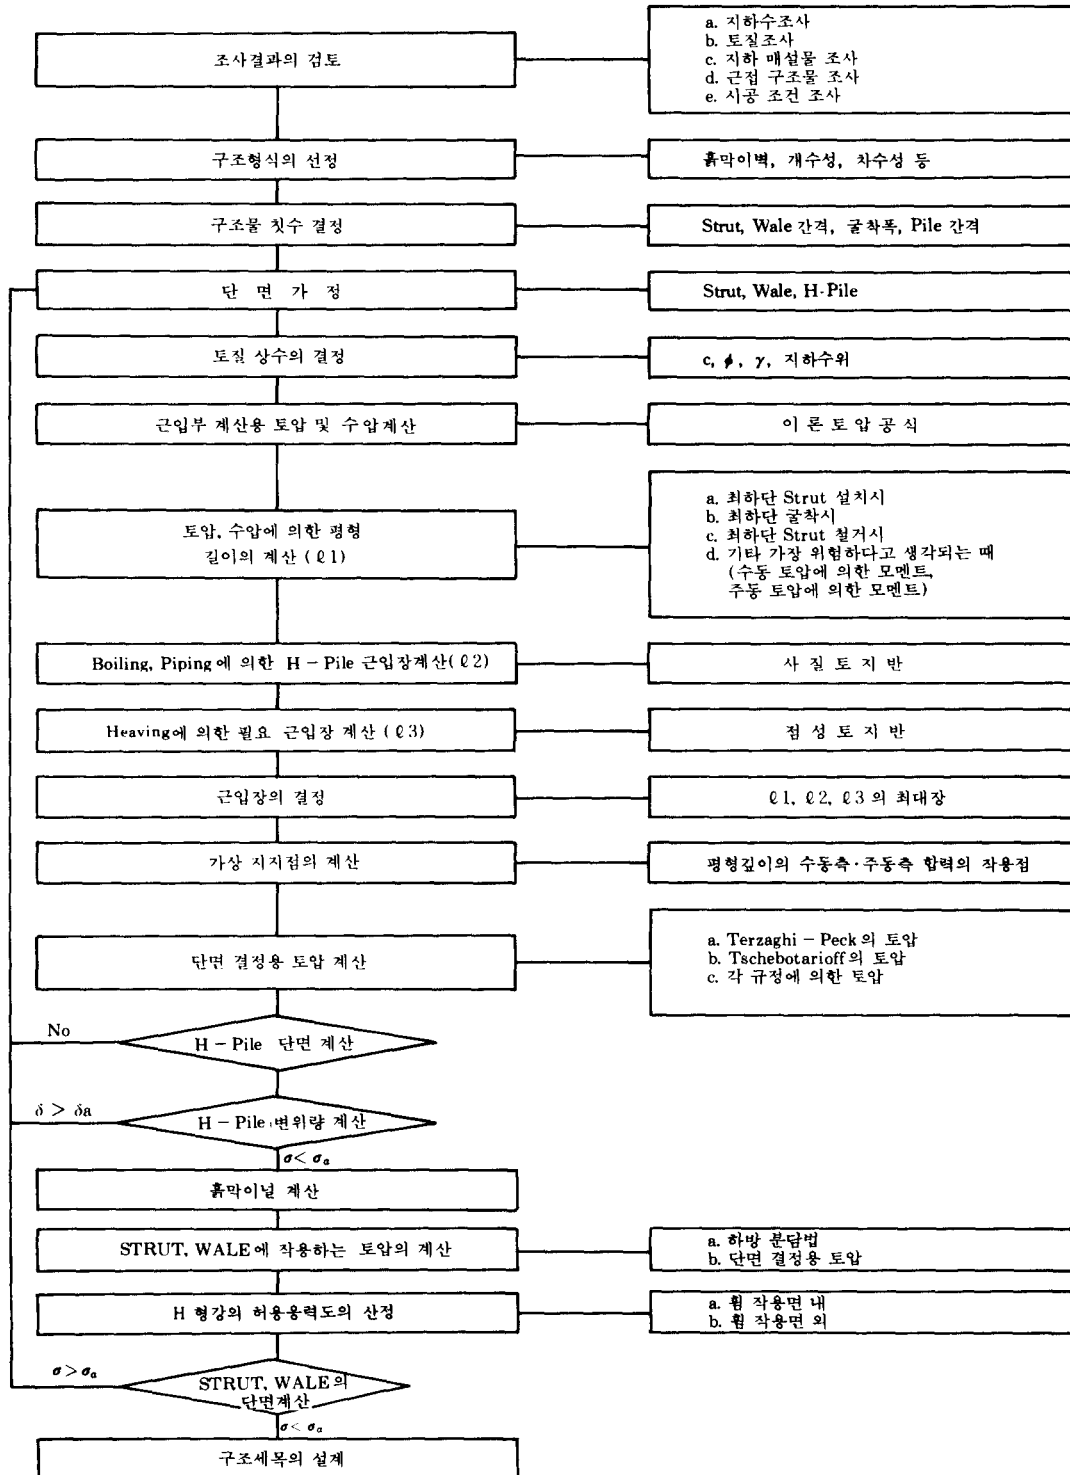 조사결과의 검토
a. 지하수조사
b. 토질조사
c. 지하 매설물 조사
d. 근접 구조물 조사
e. 시공 조건 조사
구조형식의 선정
흙막이벽, 개수성, 차수성 등
구조물 칫수 결정
Strut, Wale 간격, 굴착폭, Pile 간격
단 면 가 정
Strut, Wale, H-Pile
토질 상수의 결정
c, ϕ, γ, 지하수위
근입부 계산용 토압 및 수압계산
이 론 토 압 공 식
토압, 수압에 의한 평형
길이의 계산 (ℓ1)
a. 최하단 Strut 설치시
b. 최하단 굴착시
c. 최하단 Strut 철거시
d. 기타 가장 위험하다고 생각되는 때
(수동 토압에 의한 모멘트,
주동 토압에 의한 모멘트)
Boiling, Piping에 의한 H - Pile 근입장계산(ℓ2)
사 질 토 지 반
Heaving에 의한 필요 근입장 계산 (ℓ3)
점 성 토 지 반
근입장의 결정
ℓ1, ℓ2, ℓ3 의 최대장
가상 지지점의 계산
평형깊이의 수동측·주동측 합력의 작용점
단면 결정용 토압 계산
a. Terzaghi - Peck의 토압
b. Tschebotarioff의 토압
c. 각 규정에 의한 토압
No
H - Pile 단면 계산
δ > δa
H - Pile 변위량 계산
σ < σa
흙막이널 계산
STRUT, WALE에 작용하는 토압의 계산
a. 하방 분담법
b. 단면 결정용 토압
H 형강의 허용응력도의 산정
a. 휨 작용면 내
b. 휨 작용면 외
σ > σa
STRUT, WALE의
단면계산
σ < σa
구조세목의 설계